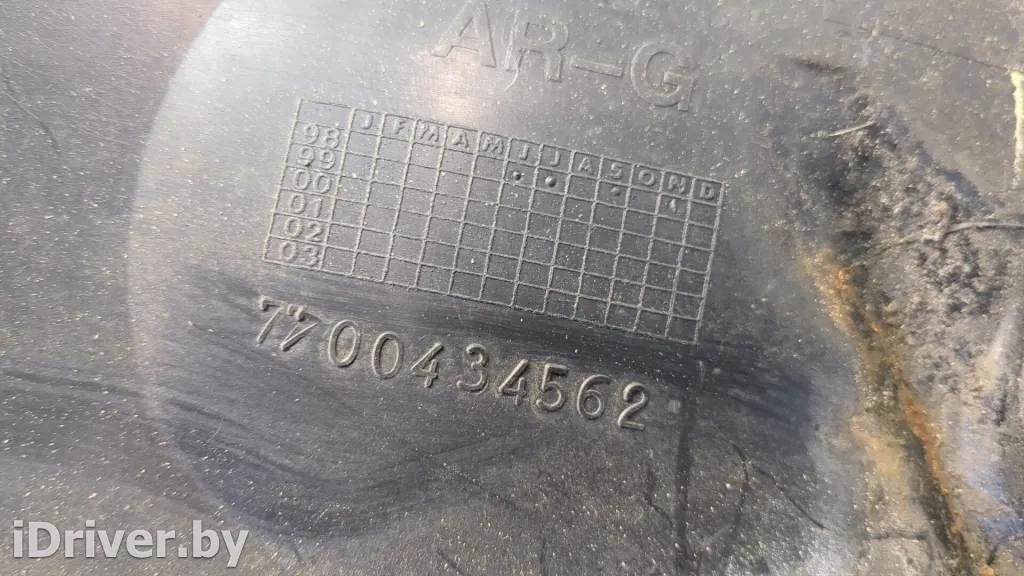 AR-G
J F M A M J J A S O N D
98
99
00
01
02
03
7700434562
iDriver.by